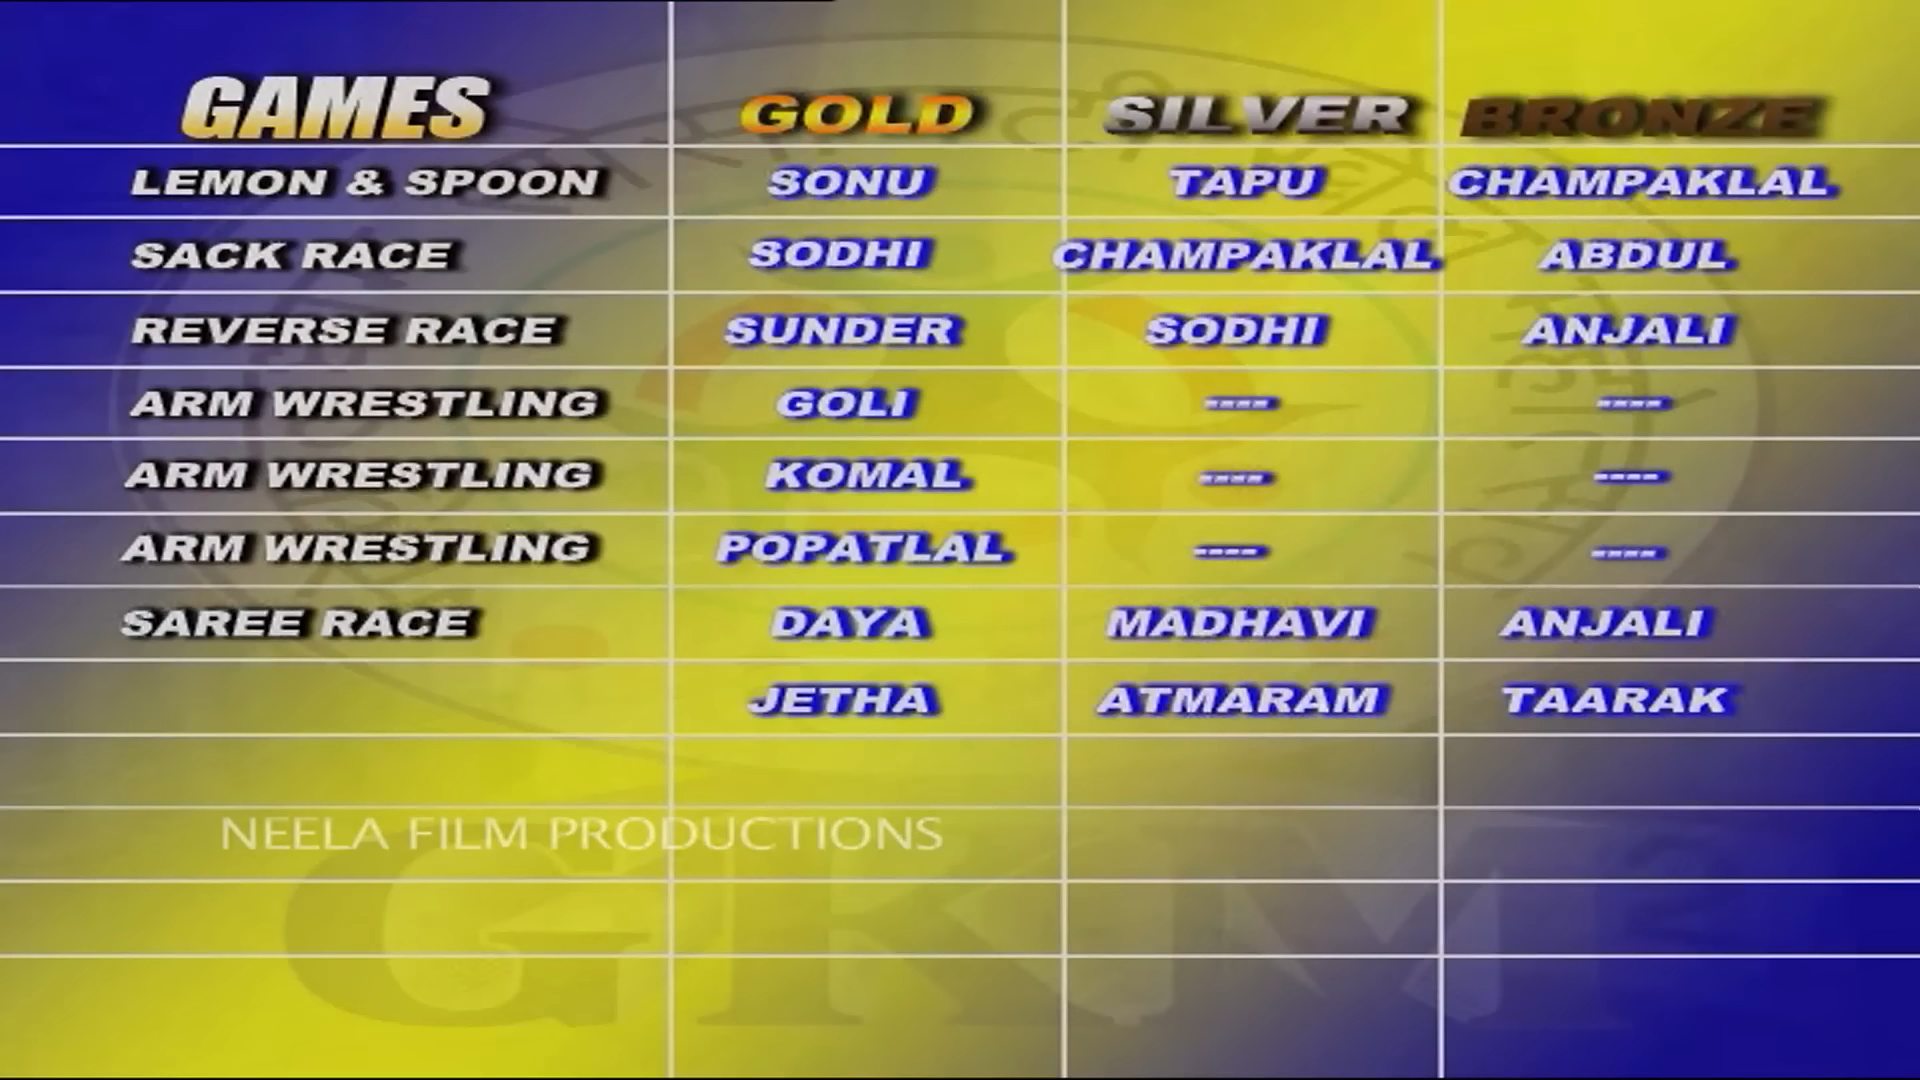 GAMES GOLD SILVER BRONZE
LEMON & SPOON SONU TAPU CHAMPAKLAL
SACK RACE SODHI CHAMPAKLAL ABDUL
REVERSE RACE SUNDER SODHI ANJALI
ARM WRESTLING GOLI ---- ----
ARM WRESTLING KOMAL ---- ----
ARM WRESTLING POPATLAL ---- ----
SAREE RACE DAYA MADHAVI ANJALI
JETHA ATMARAM TAARAK
NEELA FILM PRODUCTIONS
GKM